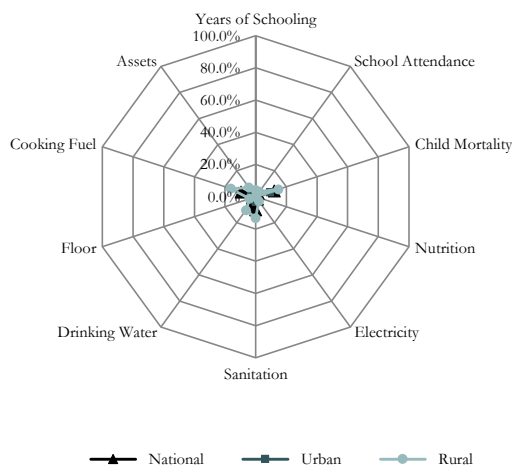 Years of Schooling
100.0%
Assets
School Attendance
80.0%
60.0%
Cooking Fuel
Child Mortality
40.0%
20.0%
0.0%
Floor
Nutrition
Drinking Water
Electricity
Sanitation
National Urban Rural